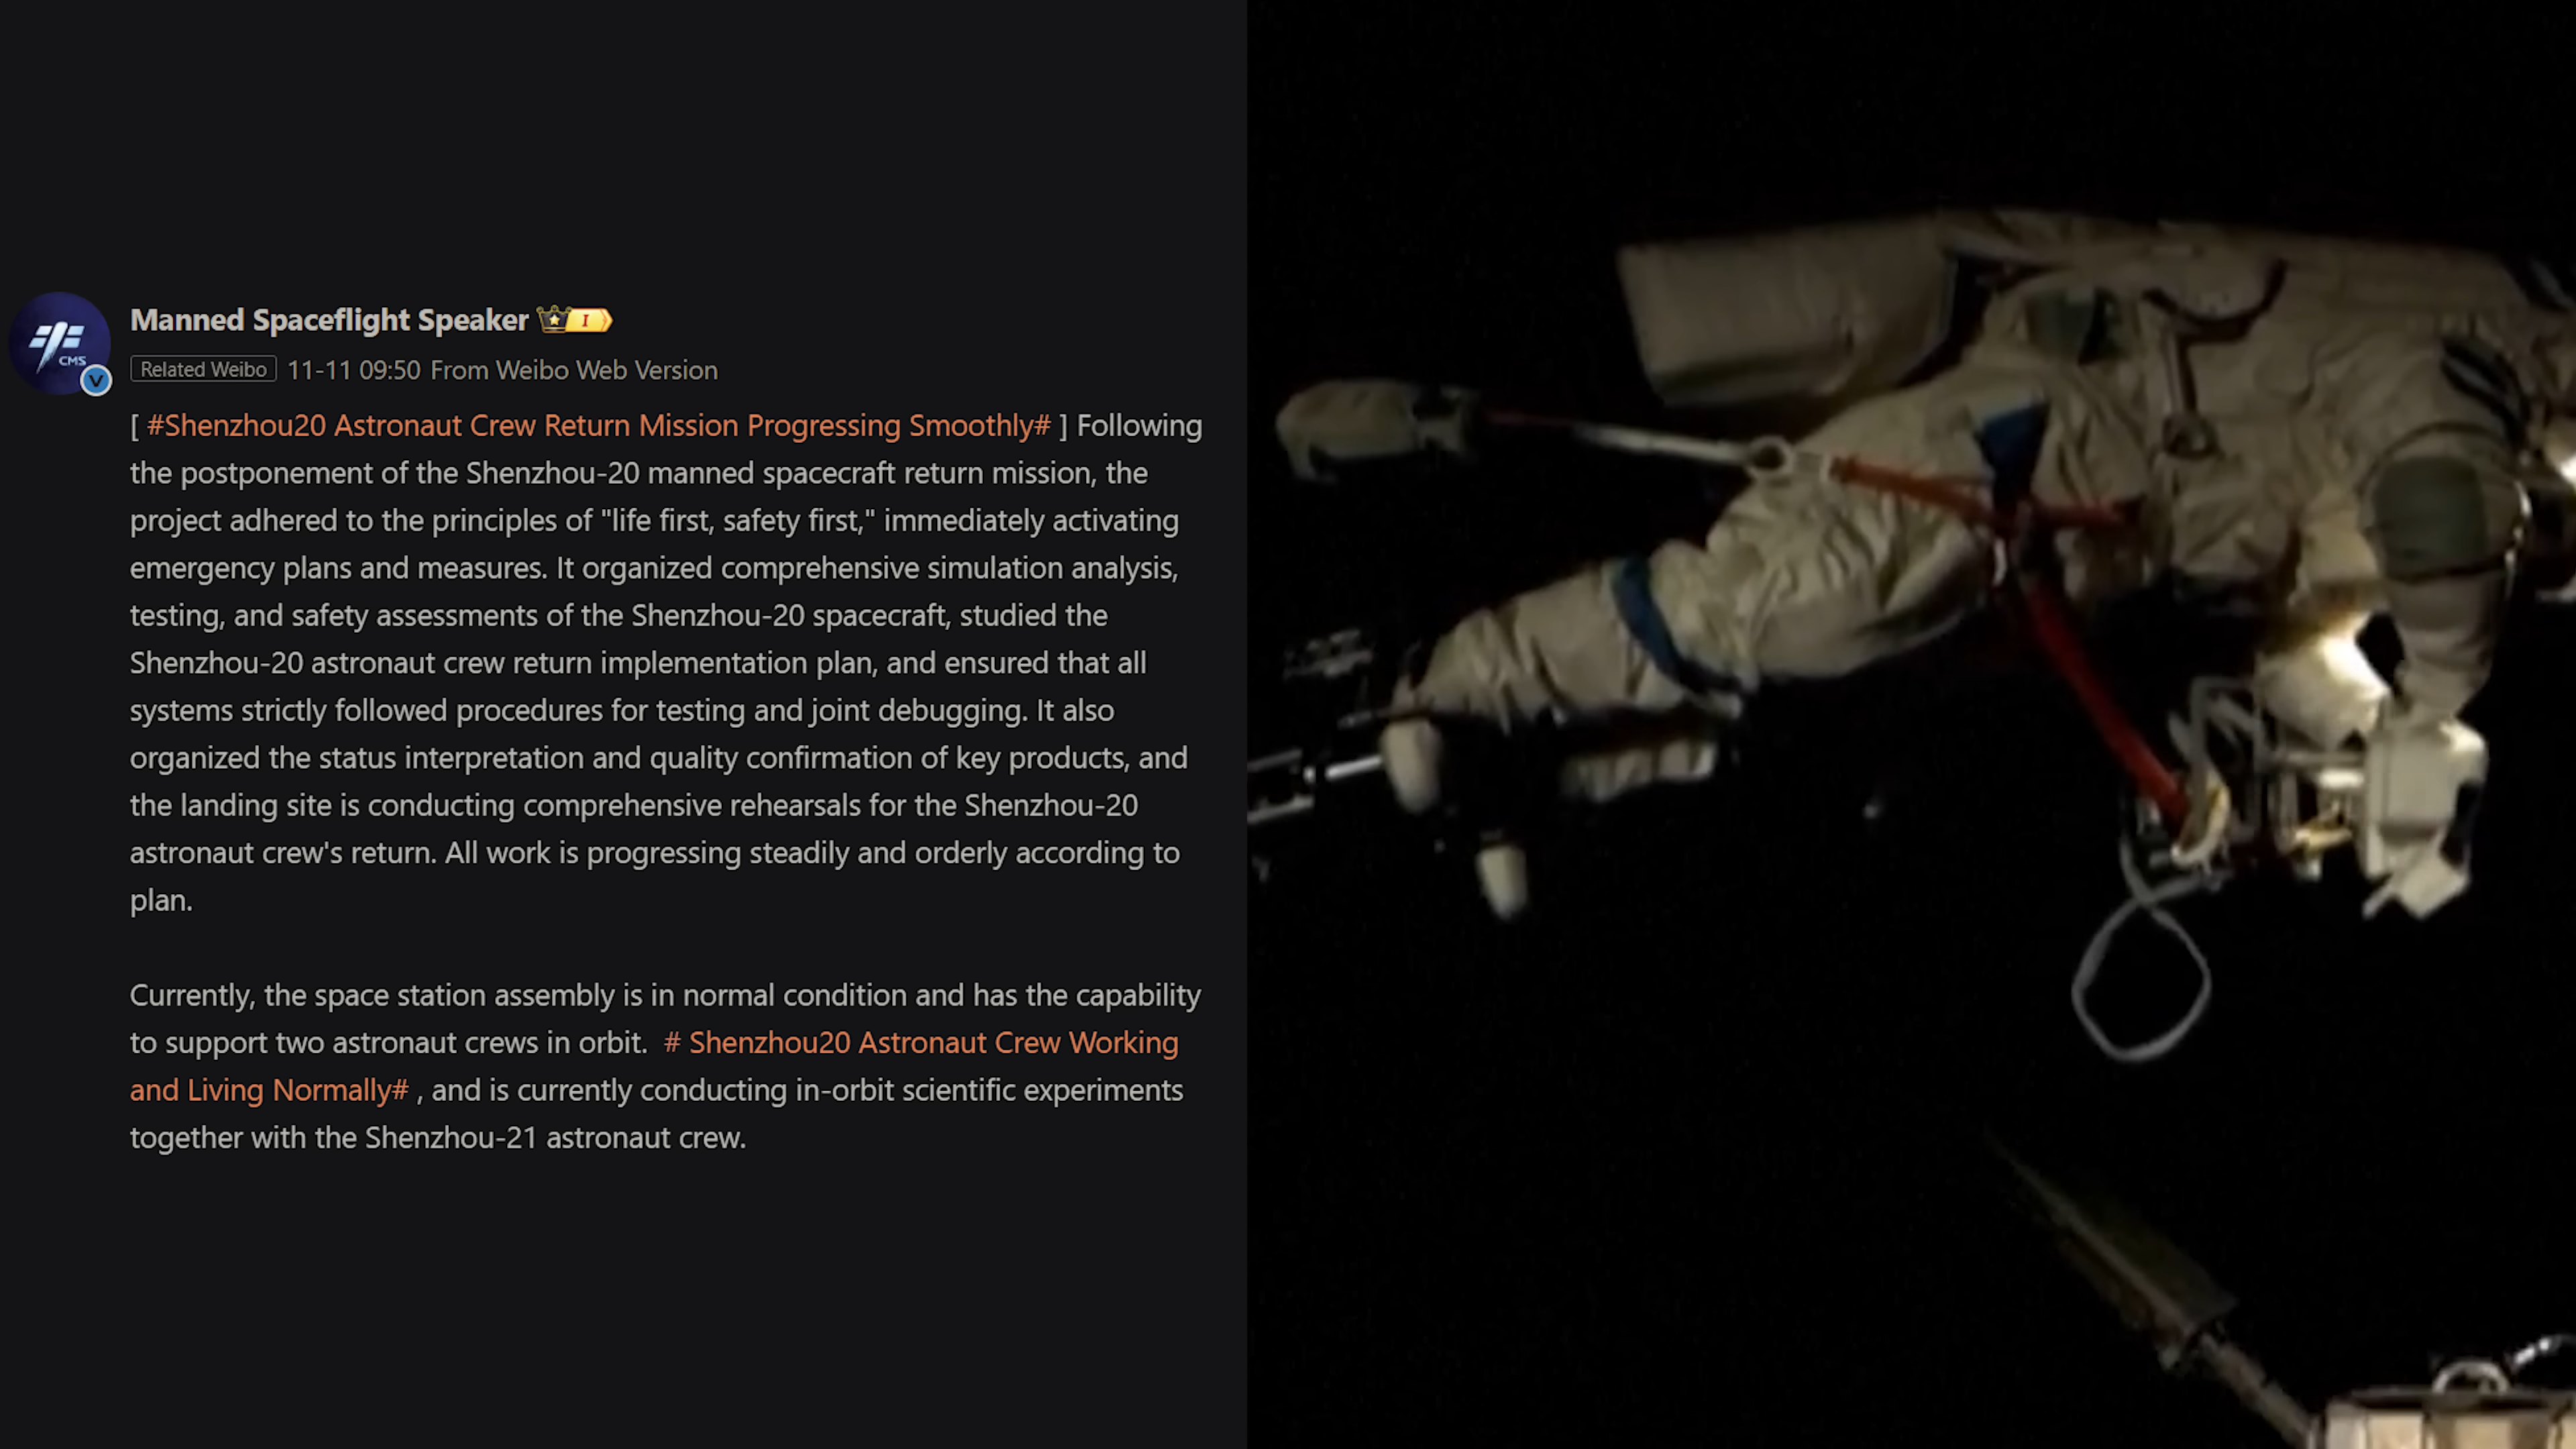 CMS
V
Manned Spaceflight Speaker I
Related Weibo 11-11 09:50 From Weibo Web Version
[ #Shenzhou20 Astronaut Crew Return Mission Progressing Smoothly# ] Following
the postponement of the Shenzhou-20 manned spacecraft return mission, the
project adhered to the principles of "life first, safety first," immediately activating
emergency plans and measures. It organized comprehensive simulation analysis,
testing, and safety assessments of the Shenzhou-20 spacecraft, studied the
Shenzhou-20 astronaut crew return implementation plan, and ensured that all
systems strictly followed procedures for testing and joint debugging. It also
organized the status interpretation and quality confirmation of key products, and
the landing site is conducting comprehensive rehearsals for the Shenzhou-20
astronaut crew's return. All work is progressing steadily and orderly according to
plan.
Currently, the space station assembly is in normal condition and has the capability
to support two astronaut crews in orbit. # Shenzhou20 Astronaut Crew Working
and Living Normally# , and is currently conducting in-orbit scientific experiments
together with the Shenzhou-21 astronaut crew.